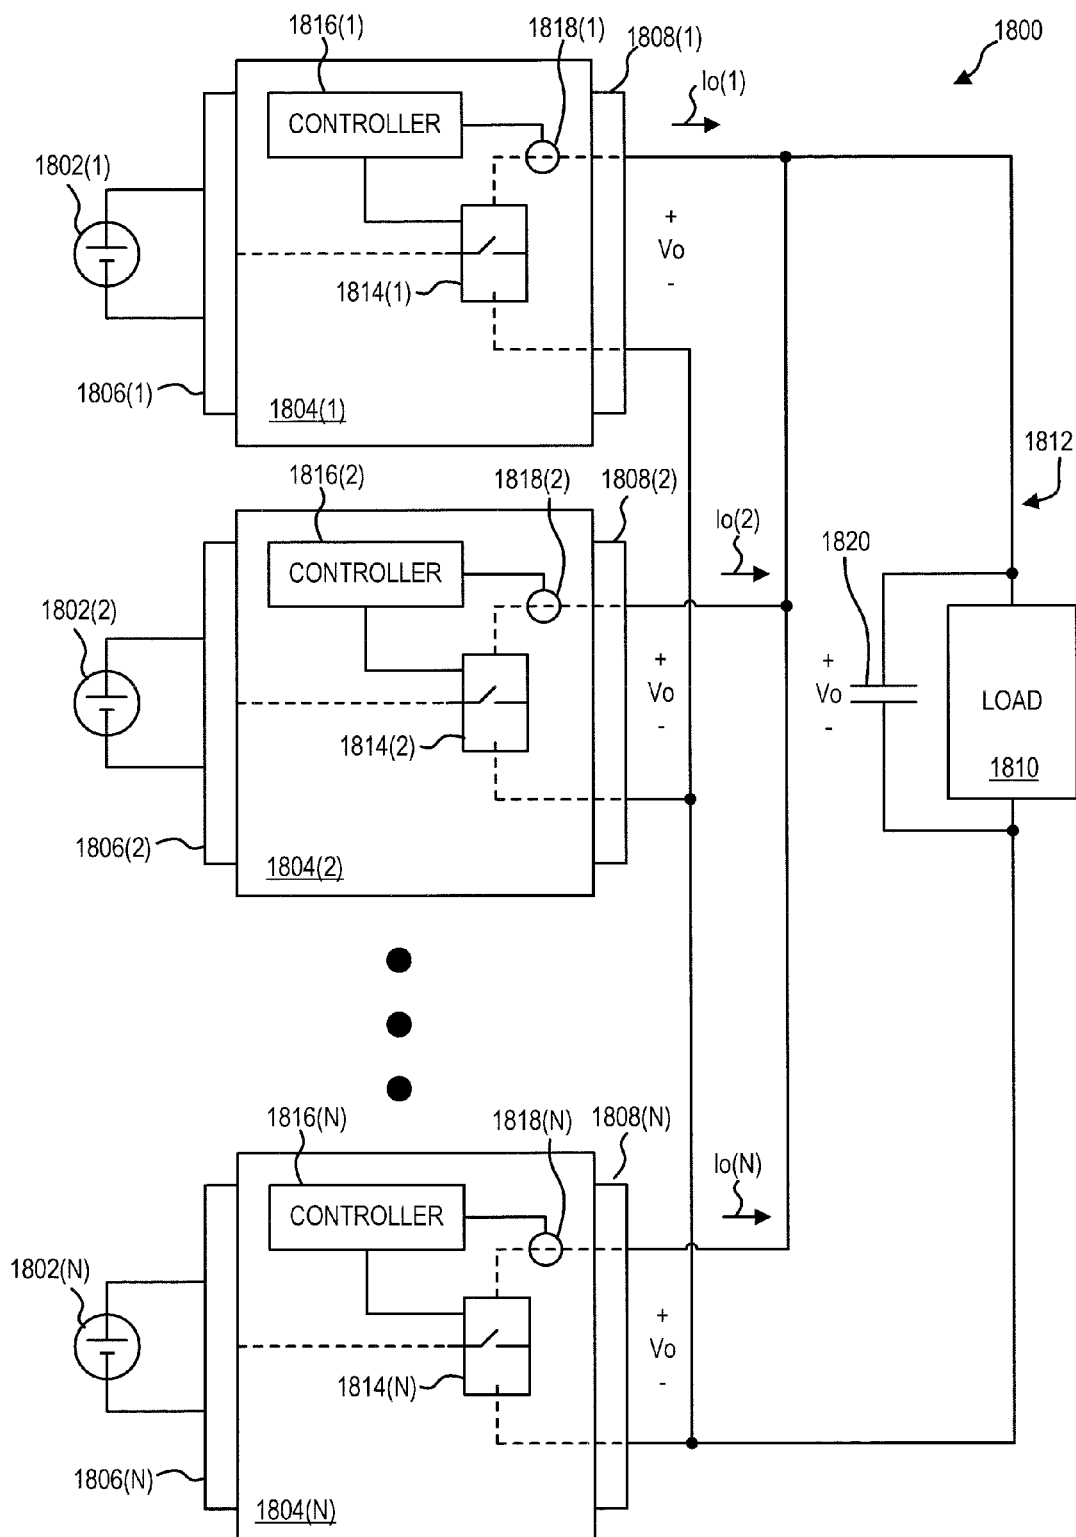 1816(1)
1818(1)
1808(1)
1800
Io(1)
CONTROLLER
1802(1)
+
Vo
-
1814(1)
1806(1)
1804(1)
1812
1816(2)
1818(2)
1808(2)
Io(2)
1820
CONTROLLER
1802(2)
+
Vo
-
+
Vo
-
LOAD
1810
1814(2)
1806(2)
1804(2)
1816(N)
1818(N)
1808(N)
Io(N)
CONTROLLER
1802(N)
+
Vo
-
1814(N)
1806(N)
1804(N)